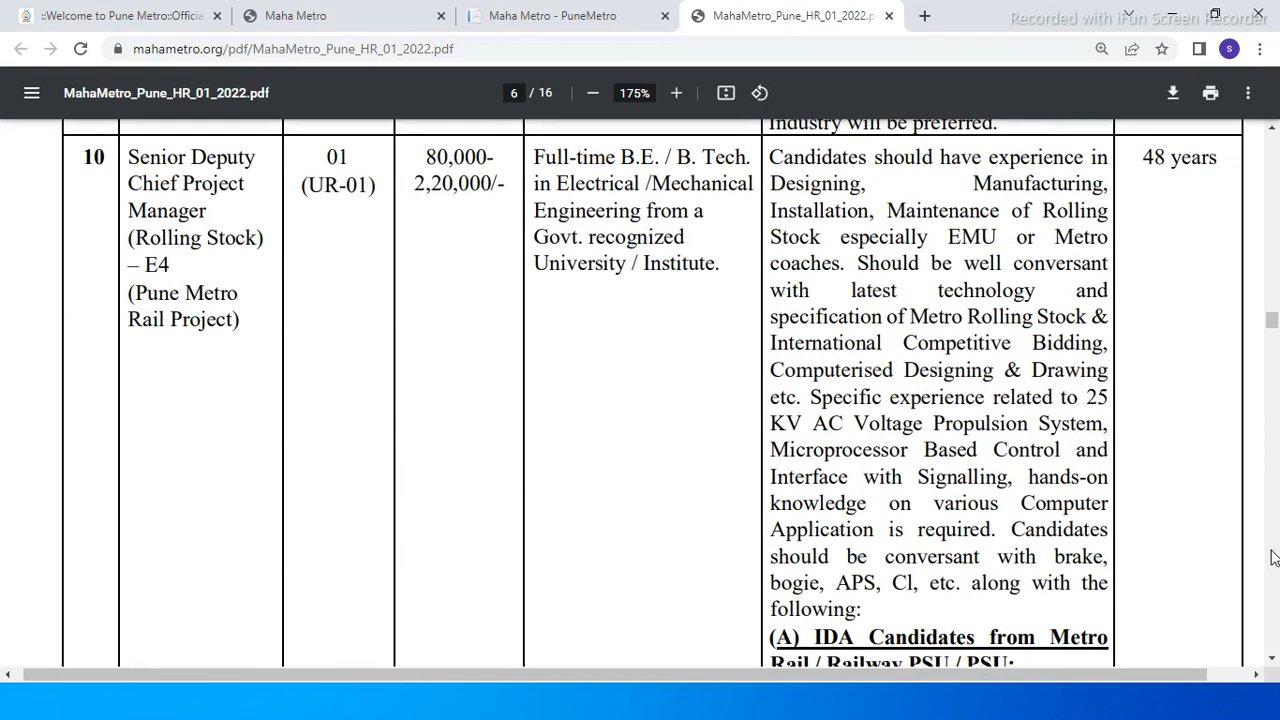 ::Welcome to Pune Metro::Officia
Maha Metro
Maha Metro - PuneMetro
MahaMetro_Pune_HR_01_2022.pdf
Recorded with iFun Screen Recorder
mahametro.org/pdf/MahaMetro_Pune_HR_01_2022.pdf
S
MahaMetro_Pune_HR_01_2022.pdf
6 / 16
175%
Industry will be preferred.
10
Senior Deputy
Chief Project
Manager
(Rolling Stock)
– E4
(Pune Metro
Rail Project)
01
(UR-01)
80,000-
2,20,000/-
Full-time B.E. / B. Tech.
in Electrical /Mechanical
Engineering from a
Govt. recognized
University / Institute.
Candidates should have experience in
Designing, Manufacturing,
Installation, Maintenance of Rolling
Stock especially EMU or Metro
coaches. Should be well conversant
with latest technology and
specification of Metro Rolling Stock &
International Competitive Bidding,
Computerised Designing & Drawing
etc. Specific experience related to 25
KV AC Voltage Propulsion System,
Microprocessor Based Control and
Interface with Signalling, hands-on
knowledge on various Computer
Application is required. Candidates
should be conversant with brake,
bogie, APS, Cl, etc. along with the
following:
(A) IDA Candidates from Metro
Rail / Railway PSU / PSU:
48 years